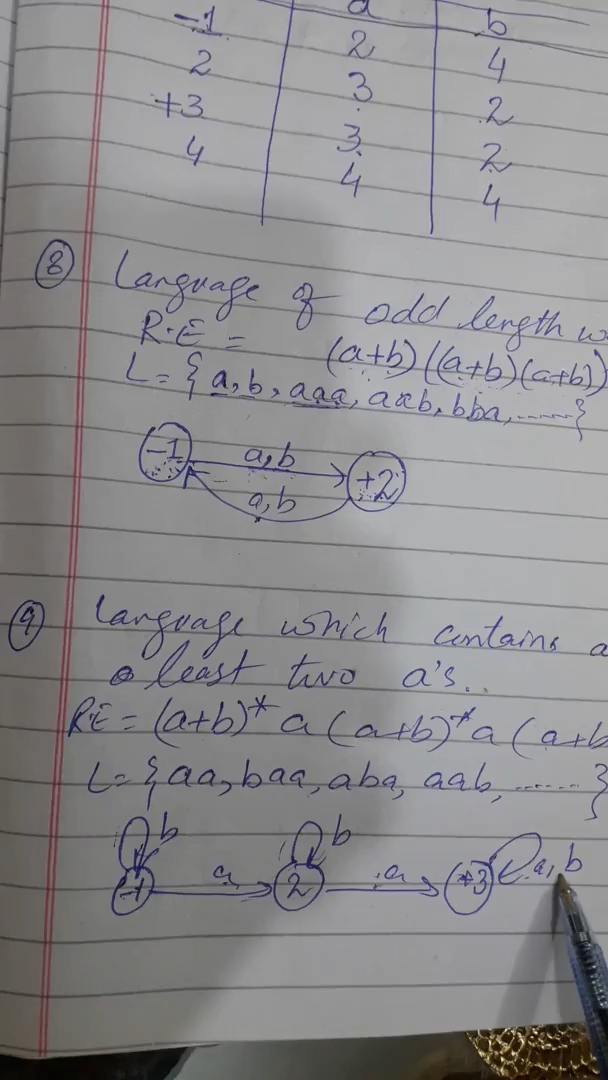 a b
-1 2 4
2 3 2
+3 3 2
4 4 4
8 Language of odd length
R.E = (a+b)((a+b)(a+b))
L = {a, b, aaa, aab, bba, ......}
-1 a,b +2
a,b
9 Language which contains a
least two a's..
RE = (a+b)* a (a+b)* a (a+b
L = {aa, baa, aba, aab, ......}
b b
-1 a 2 a +3 a, b